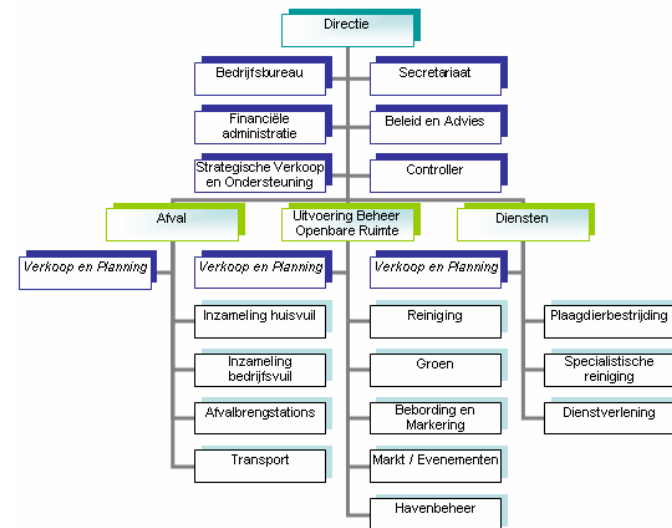 Directie
Bedrijfsbureau
Secretariaat
Financiële
administratie
Beleid en Advies
Strategische Verkoop
en Ondersteuning
Controller
Afval
Uitvoering Beheer
Openbare Ruimte
Diensten
Verkoop en Planning
Verkoop en Planning
Verkoop en Planning
Inzameling huisvuil
Reiniging
Plaagdierbestrijding
Inzameling
bedrijfsvuil
Groen
Specialistische
reiniging
Afvalbrengstations
Bebording en
Markering
Dienstverlening
Transport
Markt / Evenementen
Havenbeheer